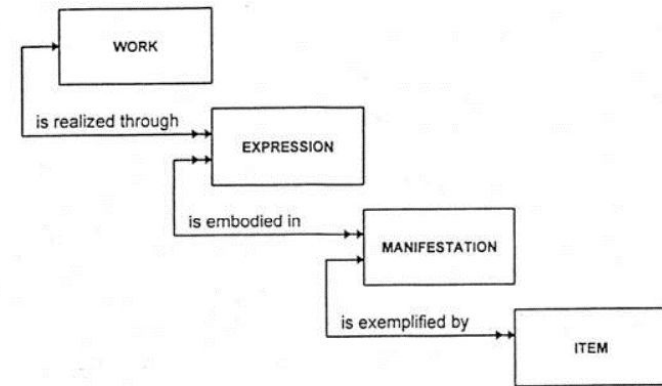 WORK
is realized through
EXPRESSION
is embodied in
MANIFESTATION
is exemplified by
ITEM